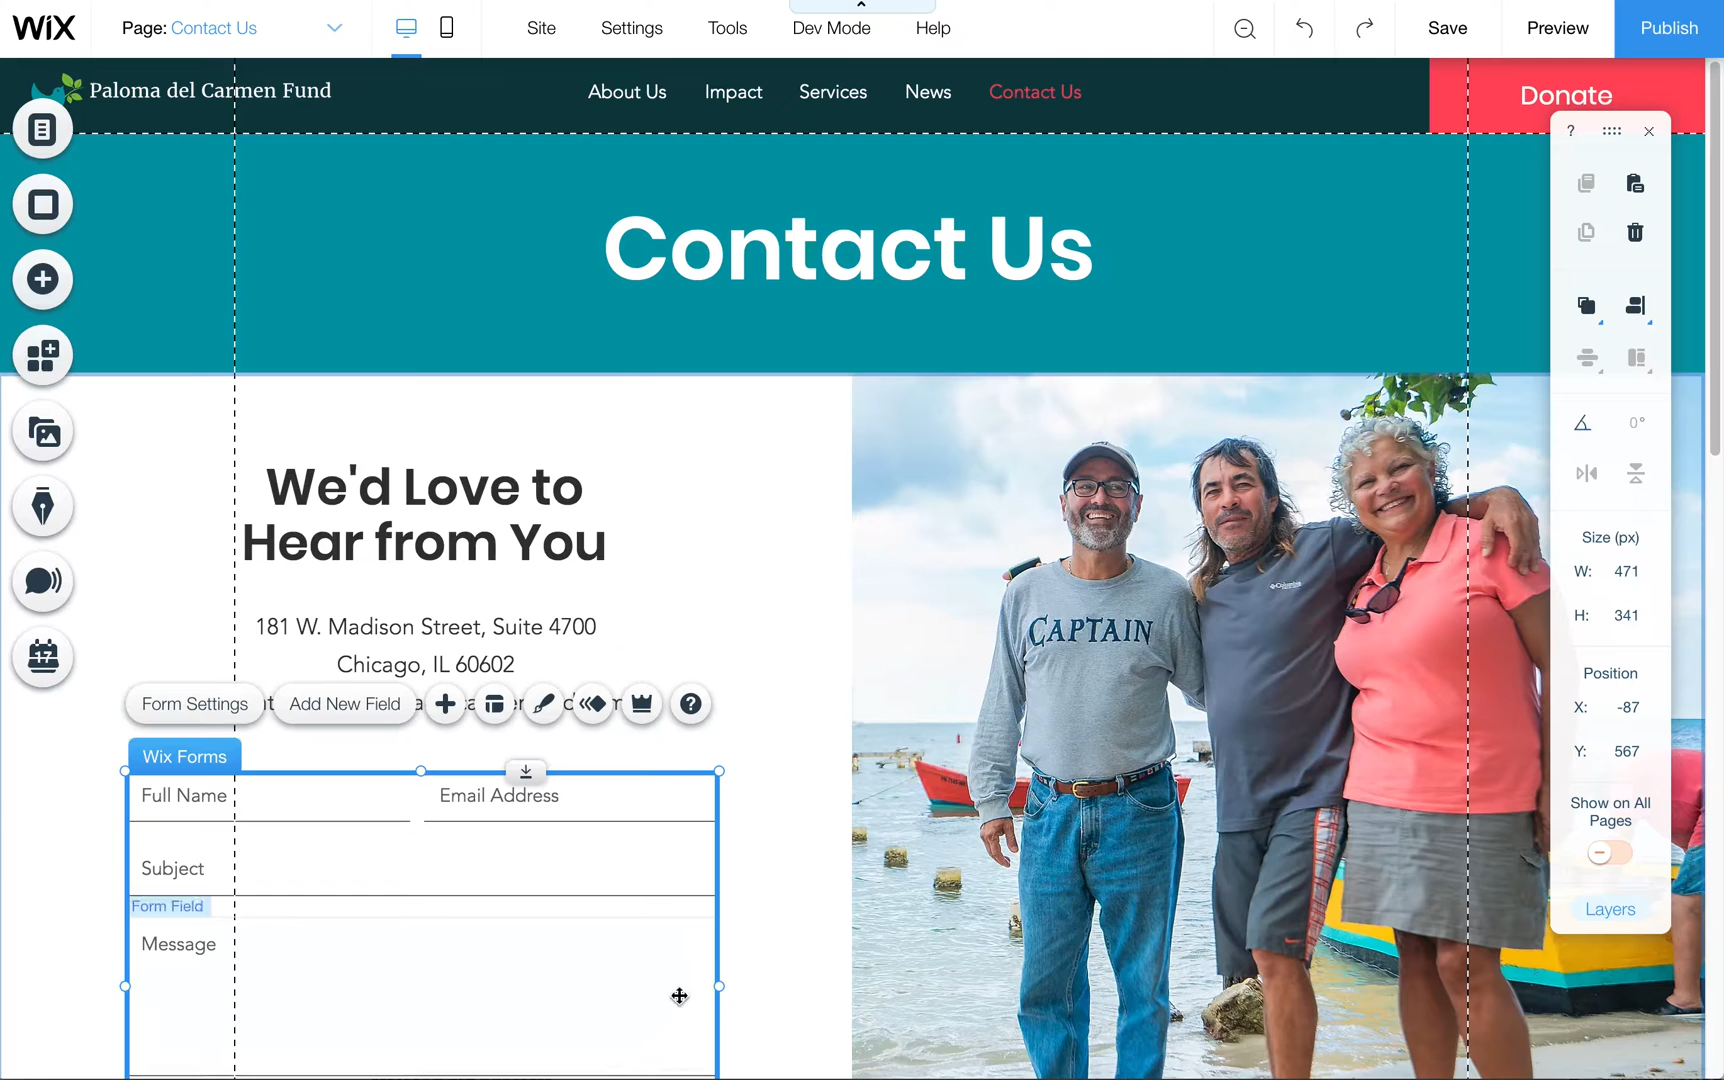 WiX
Page: Contact Us
Site
Settings
Tools
Dev Mode
Help
Save
Preview
Publish
Paloma del Carmen Fund
About Us
Impact
Services
News
Contact Us
Donate
Contact Us
We'd Love to
Hear from You
181 W. Madison Street, Suite 4700
Chicago, IL 60602
Form Settings
Add New Field
Wix Forms
Full Name
Email Address
Subject
Form Field
Message
CAPTAIN
Columbia
17
?
0°
Size (px)
W: 471
H: 341
Position
X: -87
Y: 567
Show on All
Pages
Layers